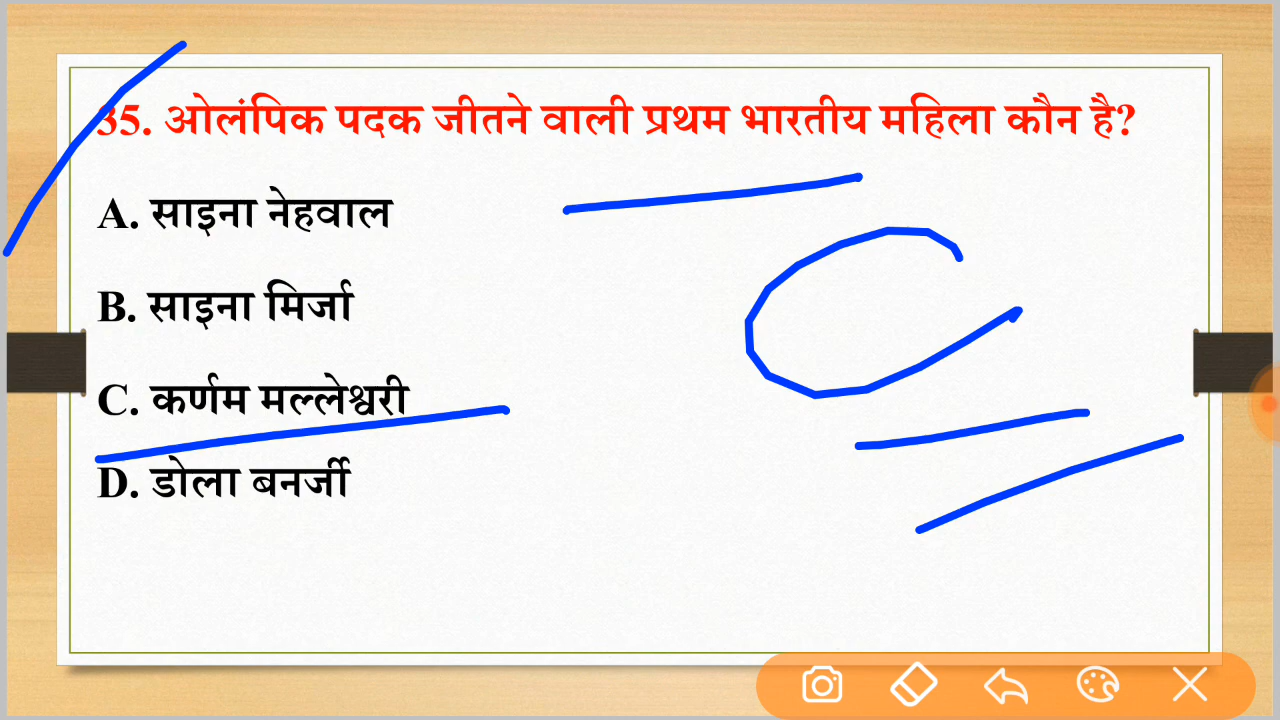 35. ओलंपिक पदक जीतने वाली प्रथम भारतीय महिला कौन है?
A. साइना नेहवाल
B. साइना मिर्जा
C. कर्णम मल्लेश्वरी
D. डोला बनर्जी
C